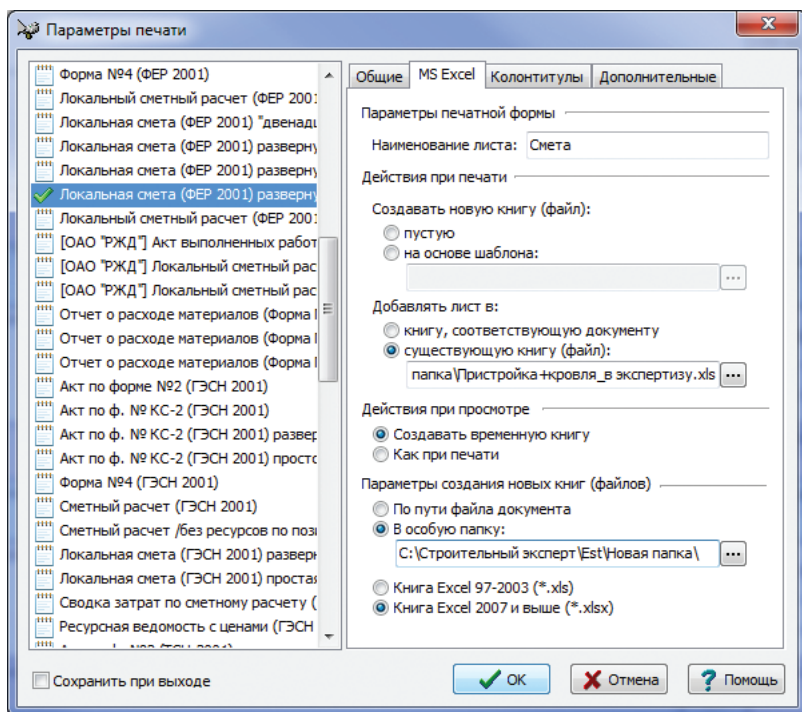 Параметры печати
Форма №4 (ФЕР 2001)
Локальный сметный расчет (ФЕР 2001
Локальная смета (ФЕР 2001) "двенадц
Локальная смета (ФЕР 2001) разверну
Локальная смета (ФЕР 2001) разверну
Локальная смета (ФЕР 2001) разверну
Локальный сметный расчет (ФЕР 2001
[ОАО "РЖД"] Акт выполненных работ
[ОАО "РЖД"] Локальный сметный рас
[ОАО "РЖД"] Локальный сметный рас
Отчет о расходе материалов (Форма
Отчет о расходе материалов (Форма
Отчет о расходе материалов (Форма
Акт по форме №2 (ГЭСН 2001)
Акт по ф. № КС-2 (ГЭСН 2001)
Акт по ф. № КС-2 (ГЭСН 2001) развер
Акт по ф. № КС-2 (ГЭСН 2001) просто
Форма №4 (ГЭСН 2001)
Сметный расчет (ГЭСН 2001)
Сметный расчет /без ресурсов по пози
Локальная смета (ГЭСН 2001) разверн
Локальная смета (ГЭСН 2001) простая
Сводка затрат по сметному расчету (
Ресурсная ведомость с ценами (ГЭСН
Общие MS Excel Колонтитулы Дополнительные
Параметры печатной формы
Наименование листа: Смета
Действия при печати
Создавать новую книгу (файл):
пустую
на основе шаблона:
...
Добавлять лист в:
книгу, соответствующую документу
существующую книгу (файл):
папка\Пристройка+кровля_в экспертизу.xls ...
Действия при просмотре
Создавать временную книгу
Как при печати
Параметры создания новых книг (файлов)
По пути файла документа
В особую папку:
C:\Строительный эксперт\Est\Новая папка\ ...
Книга Excel 97-2003 (*.xls)
Книга Excel 2007 и выше (*.xlsx)
Сохранить при выходе
OK Отмена Помощь